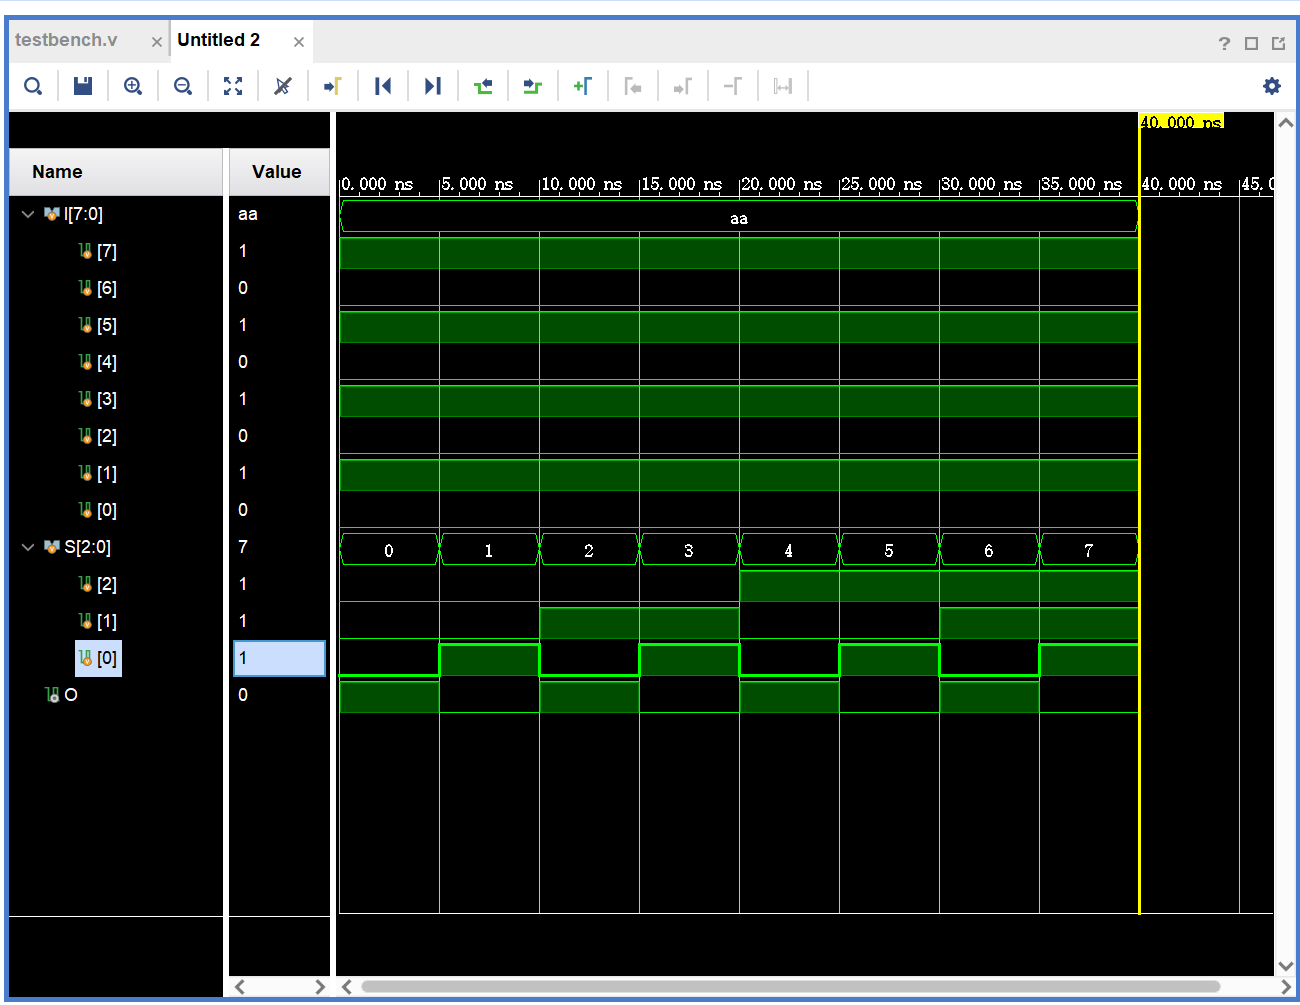 testbench.v × Untitled 2 × ?
40.000 ns
Name Value
0.000 ns 5.000 ns 10.000 ns 15.000 ns 20.000 ns 25.000 ns 30.000 ns 35.000 ns 40.000 ns 45.0
I[7:0] aa aa
[7] 1
[6] 0
[5] 1
[4] 0
[3] 1
[2] 0
[1] 1
[0] 0
S[2:0] 7 0 1 2 3 4 5 6 7
[2] 1
[1] 1
[0] 1
O 0